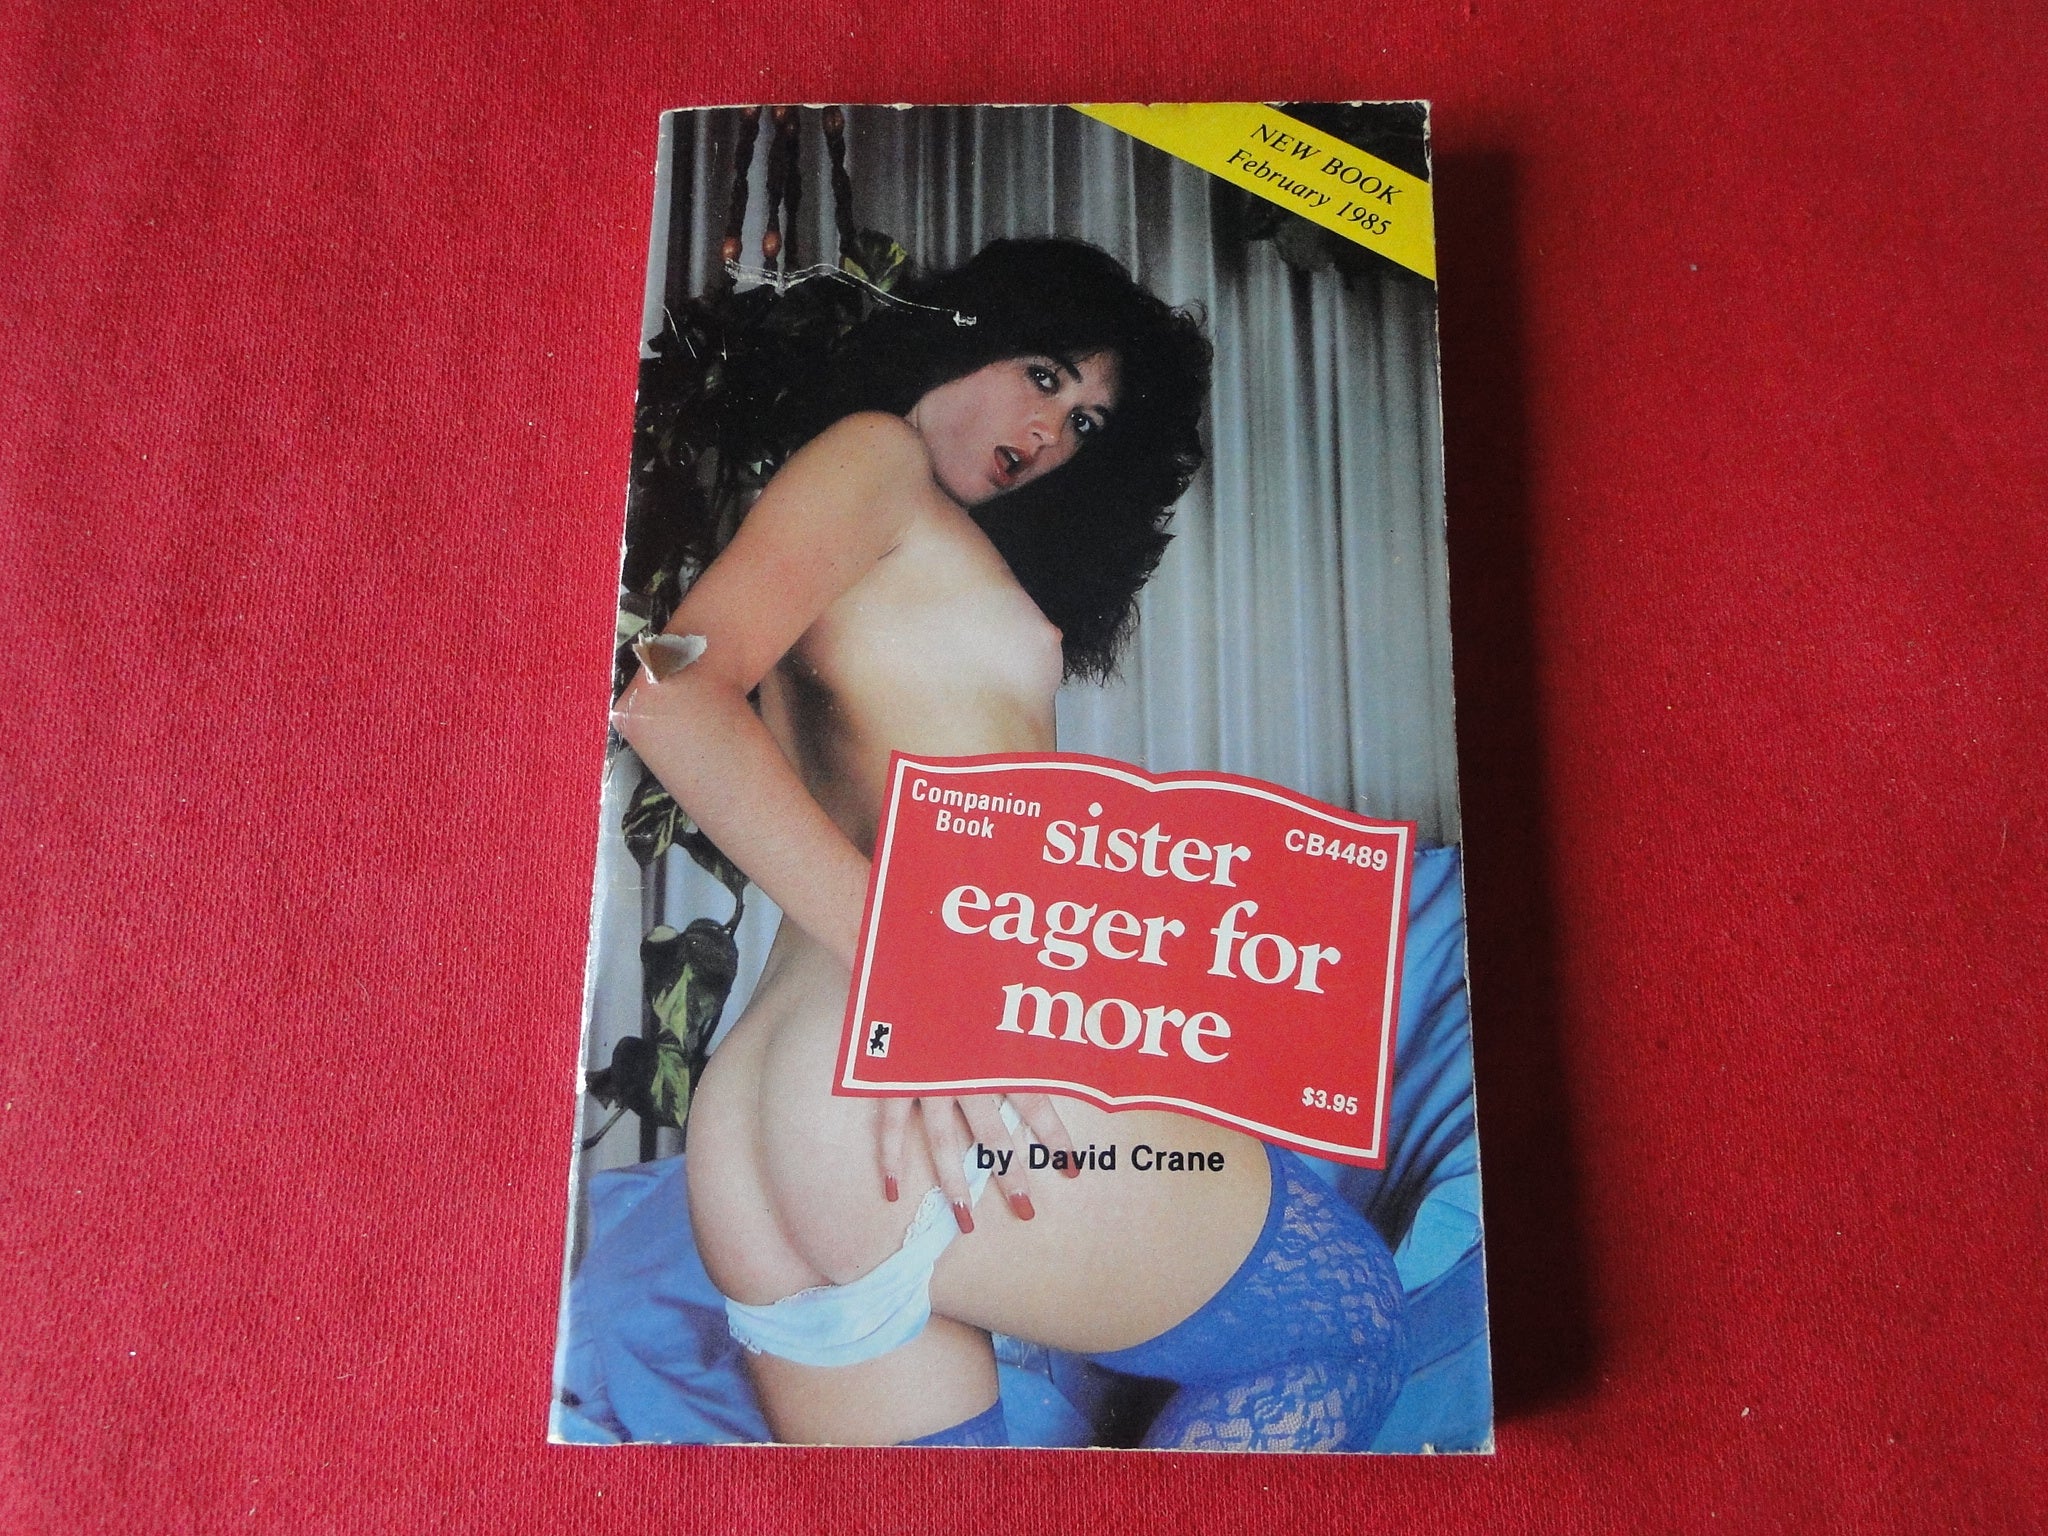 NEW BOOK
February 1985
Companion
Book
CB4489
sister
eager for
more
$3.95
by David Crane